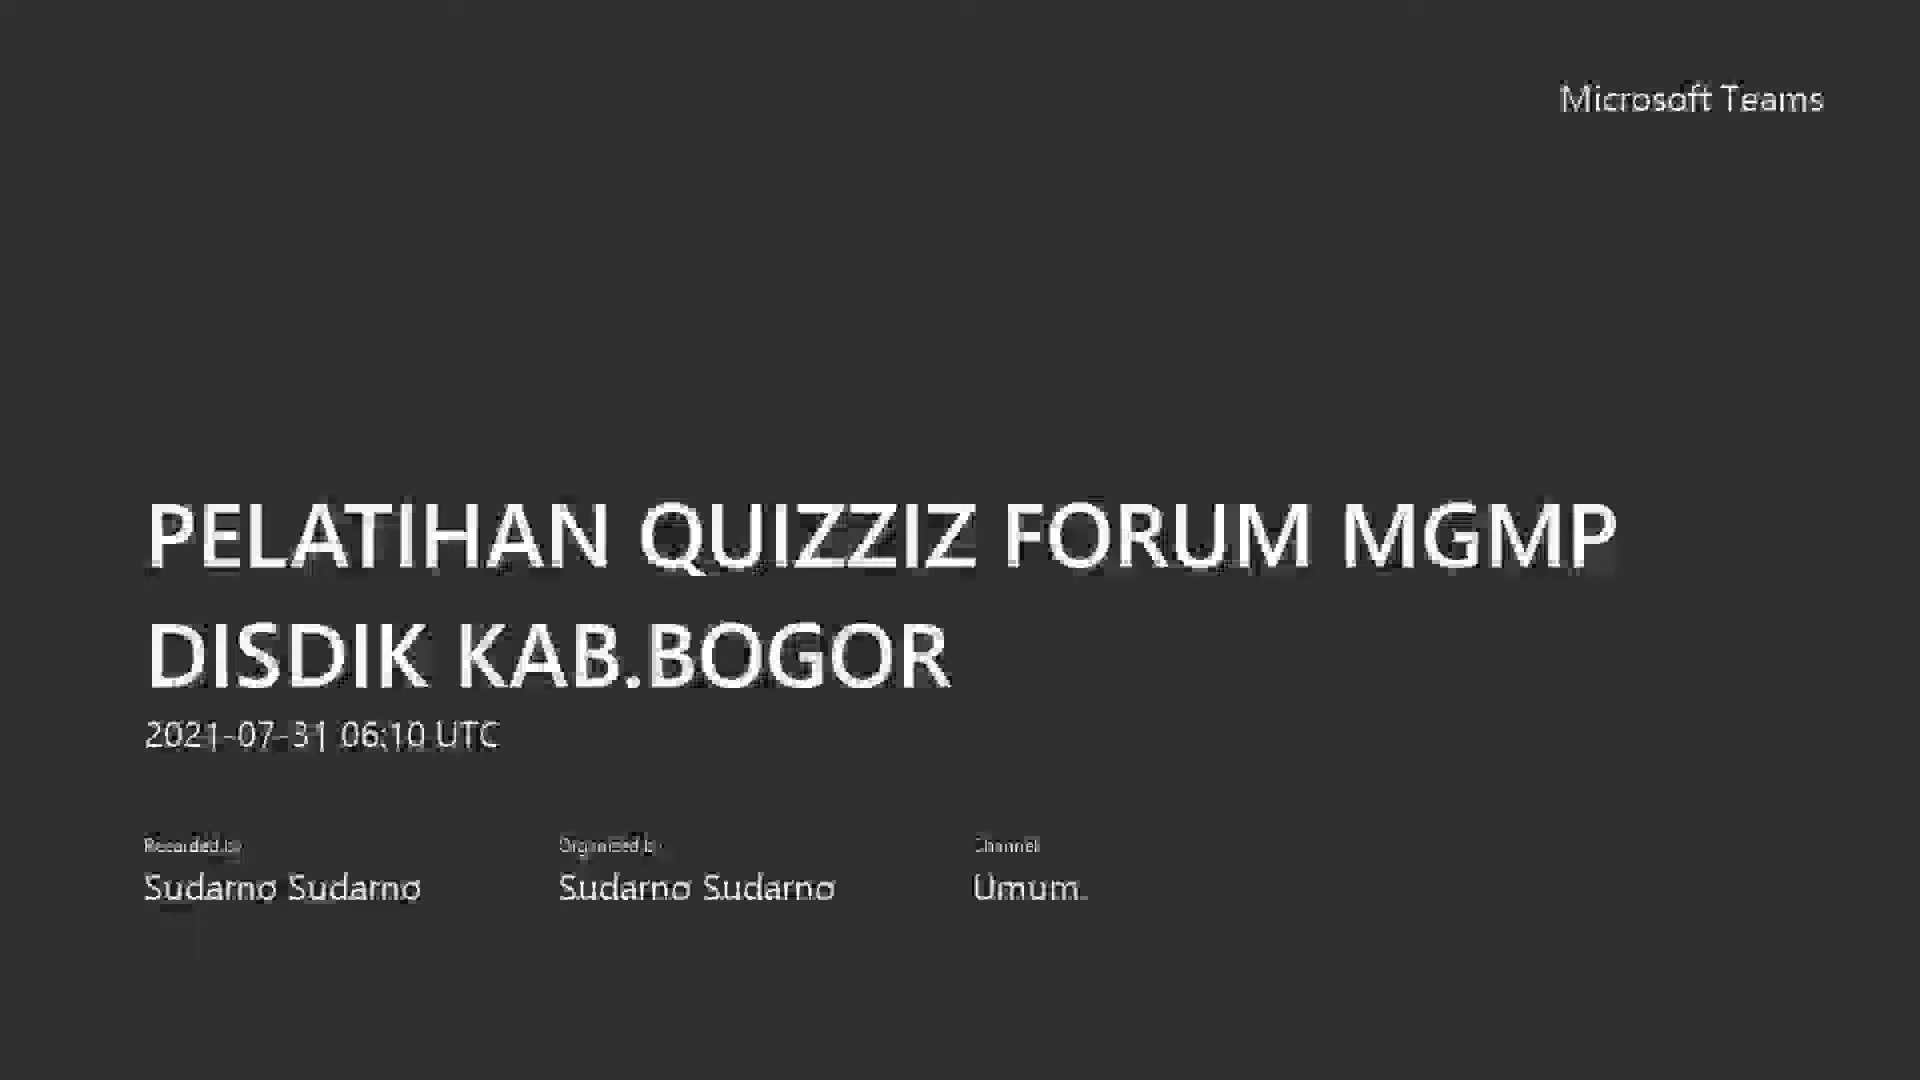 Microsoft Teams
PELATIHAN QUIZZIZ FORUM MGMP
DISDIK KAB.BOGOR
2021-07-31 06:10 UTC
Recorded by Organized by Channel
Sudarno Sudarno Sudarno Sudarno Umum